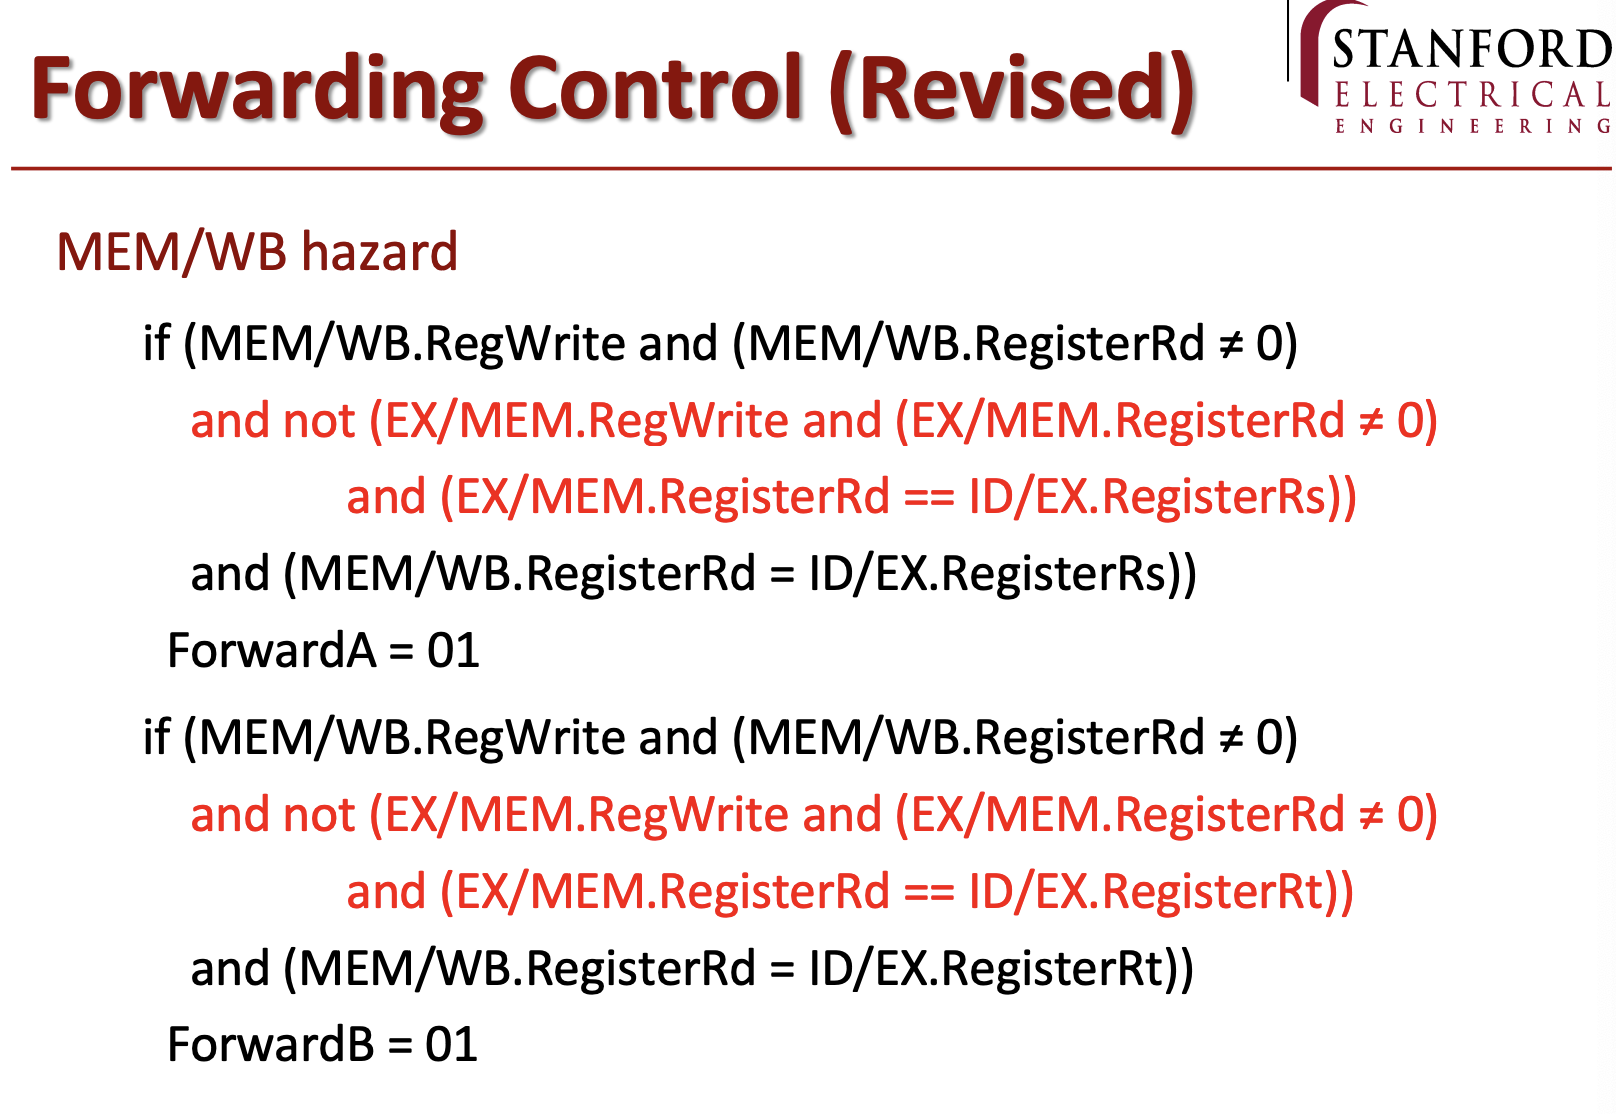 Forwarding Control (Revised)
STANFORD
ELECTRICAL
ENGINEERING
MEM/WB hazard
if (MEM/WB.RegWrite and (MEM/WB.RegisterRd ≠ 0)
and not (EX/MEM.RegWrite and (EX/MEM.RegisterRd ≠ 0)
and (EX/MEM.RegisterRd == ID/EX.RegisterRs))
and (MEM/WB.RegisterRd = ID/EX.RegisterRs))
ForwardA = 01
if (MEM/WB.RegWrite and (MEM/WB.RegisterRd ≠ 0)
and not (EX/MEM.RegWrite and (EX/MEM.RegisterRd ≠ 0)
and (EX/MEM.RegisterRd == ID/EX.RegisterRt))
and (MEM/WB.RegisterRd = ID/EX.RegisterRt))
ForwardB = 01